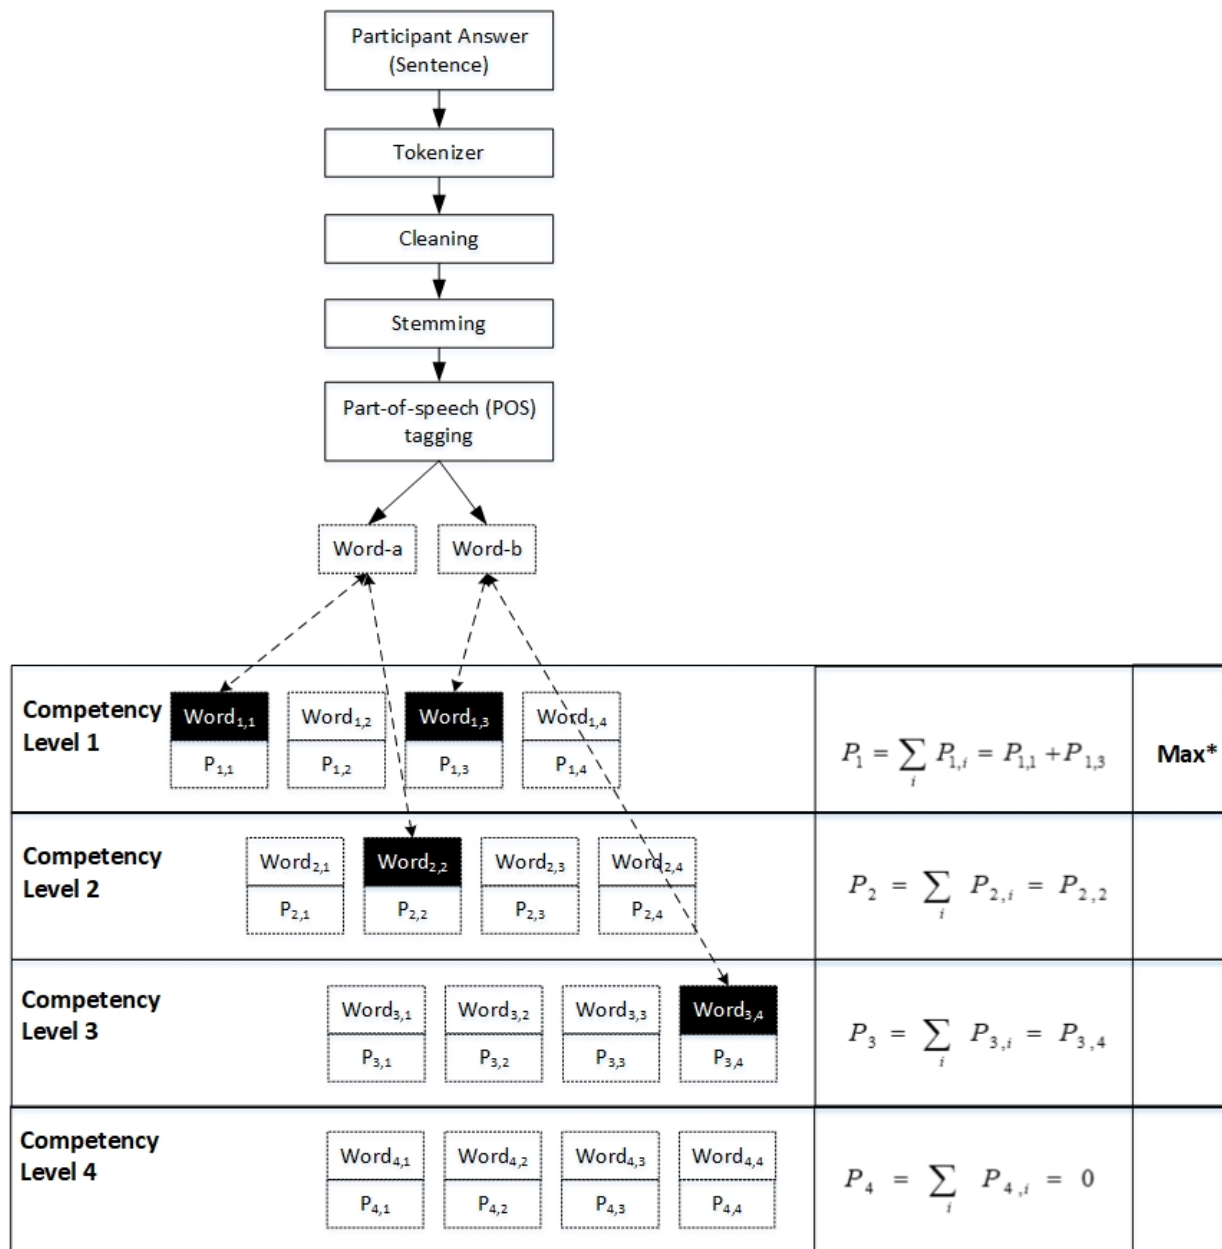 Participant Answer
(Sentence)
Tokenizer
Cleaning
Stemming
Part-of-speech (POS)
tagging
Word-a Word-b
Competency
Level 1
Word1,1 Word1,2 Word1,3 Word1,4
P1,1 P1,2 P1,3 P1,4
P1 = ∑i P1,i = P1,1 + P1,3
Max*
Competency
Level 2
Word2,1 Word2,2 Word2,3 Word2,4
P2,1 P2,2 P2,3 P2,4
P2 = ∑i P2,i = P2,2
Competency
Level 3
Word3,1 Word3,2 Word3,3 Word3,4
P3,1 P3,2 P3,3 P3,4
P3 = ∑i P3,i = P3,4
Competency
Level 4
Word4,1 Word4,2 Word4,3 Word4,4
P4,1 P4,2 P4,3 P4,4
P4 = ∑i P4,i = 0